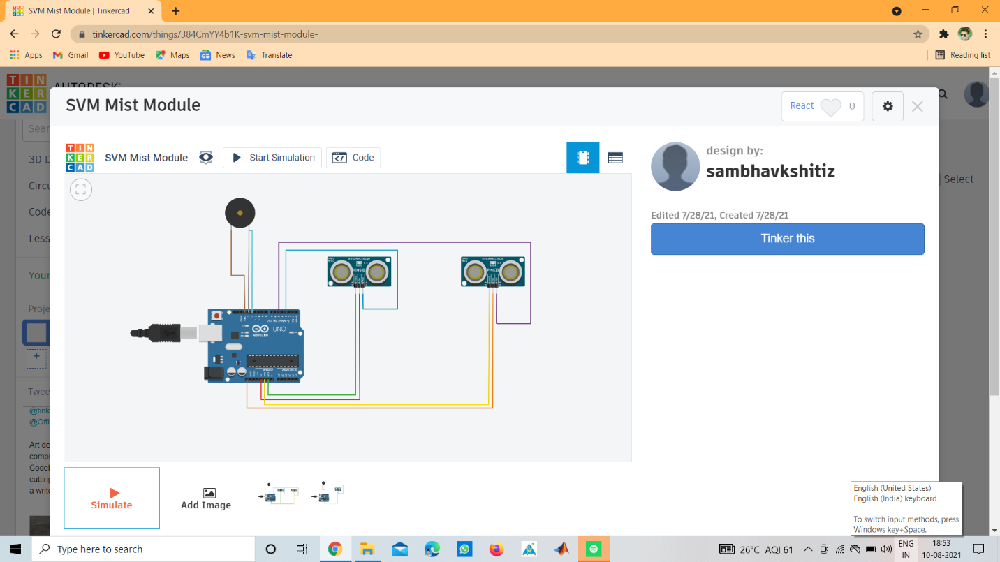 SVM Mist Module | Tinkercad
tinkercad.com/things/384CmYY4b1K-svm-mist-module-
Apps Gmail YouTube Maps News Translate Reading list
TIN
KER
CAD
AUTODESK
SVM Mist Module
React 0
Sear
3D D
Circu
Code
Less
Your
Proje
+
Twee
@tink
@Offi
Art de
compu
Codeb
cutting
a write
Select
TIN
KER
CAD
SVM Mist Module Start Simulation Code
design by:
sambhavkshitiz
Edited 7/28/21, Created 7/28/21
Tinker this
UNO
ARDUINO
Simulate
Add Image
English (United States)
English (India) keyboard
To switch input methods, press
Windows key+Space.
Type here to search
26°C AQI 61
ENG
IN
18:53
10-08-2021